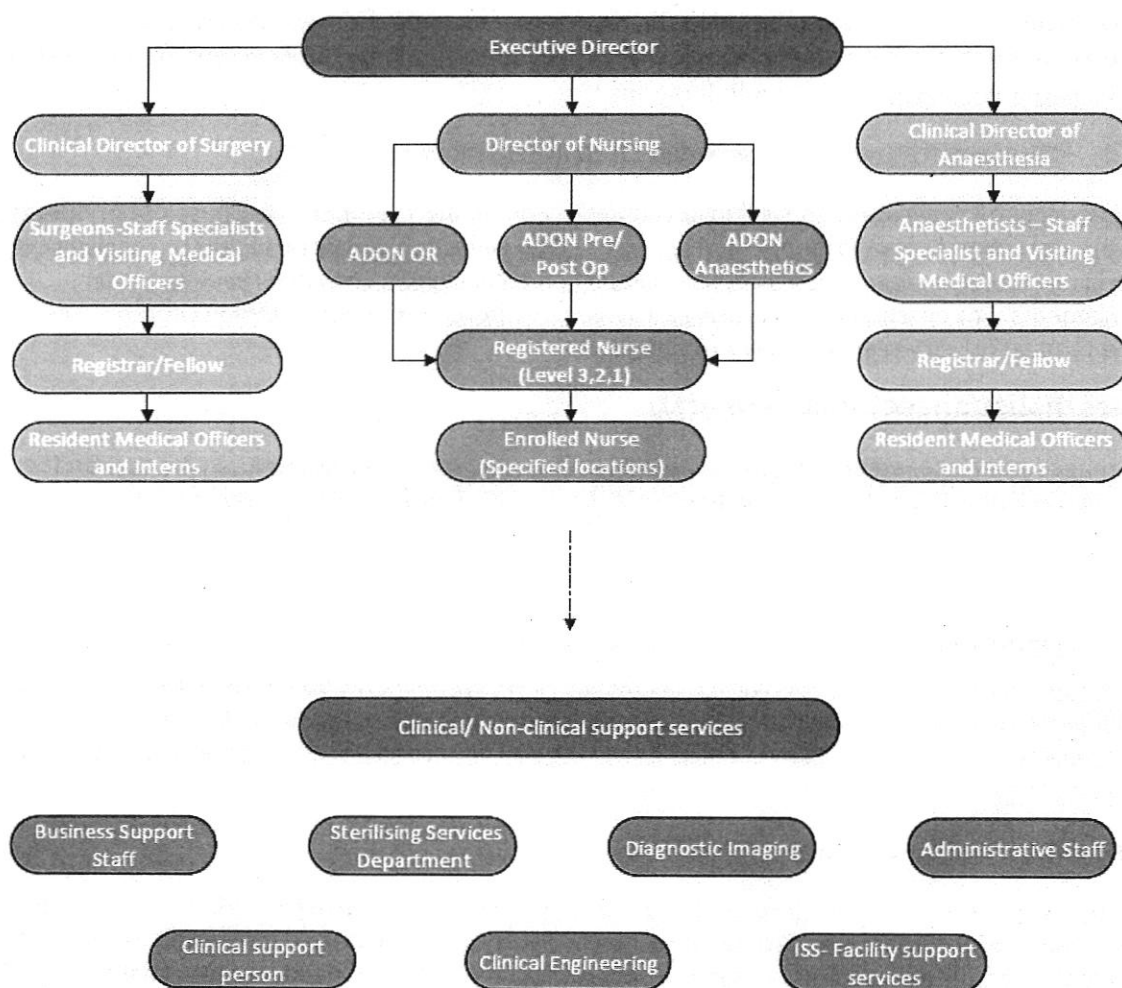 Executive Director
Clinical Director of Surgery
Director of Nursing
Clinical Director of
Anaesthesia
Surgeons-Staff Specialists
and Visiting Medical
Officers
ADON OR
ADON Pre/
Post Op
ADON
Anaesthetics
Anaesthetists – Staff
Specialist and Visiting
Medical Officers
Registrar/Fellow
Registered Nurse
(Level 3,2,1)
Registrar/Fellow
Resident Medical Officers
and Interns
Enrolled Nurse
(Specified locations)
Resident Medical Officers
and Interns
Clinical/ Non-clinical support services
Business Support
Staff
Sterilising Services
Department
Diagnostic Imaging
Administrative Staff
Clinical support
person
Clinical Engineering
ISS- Facility support
services